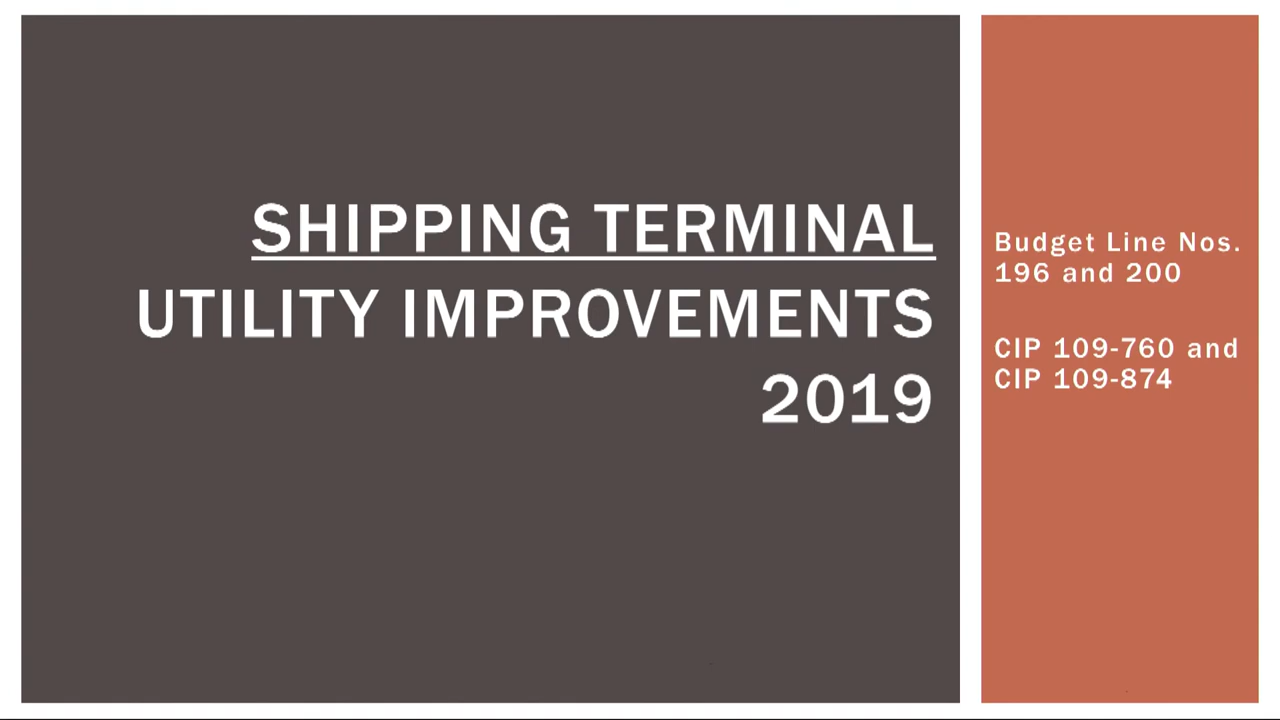 SHIPPING TERMINAL
UTILITY IMPROVEMENTS
2019
Budget Line Nos.
196 and 200
CIP 109-760 and
CIP 109-874